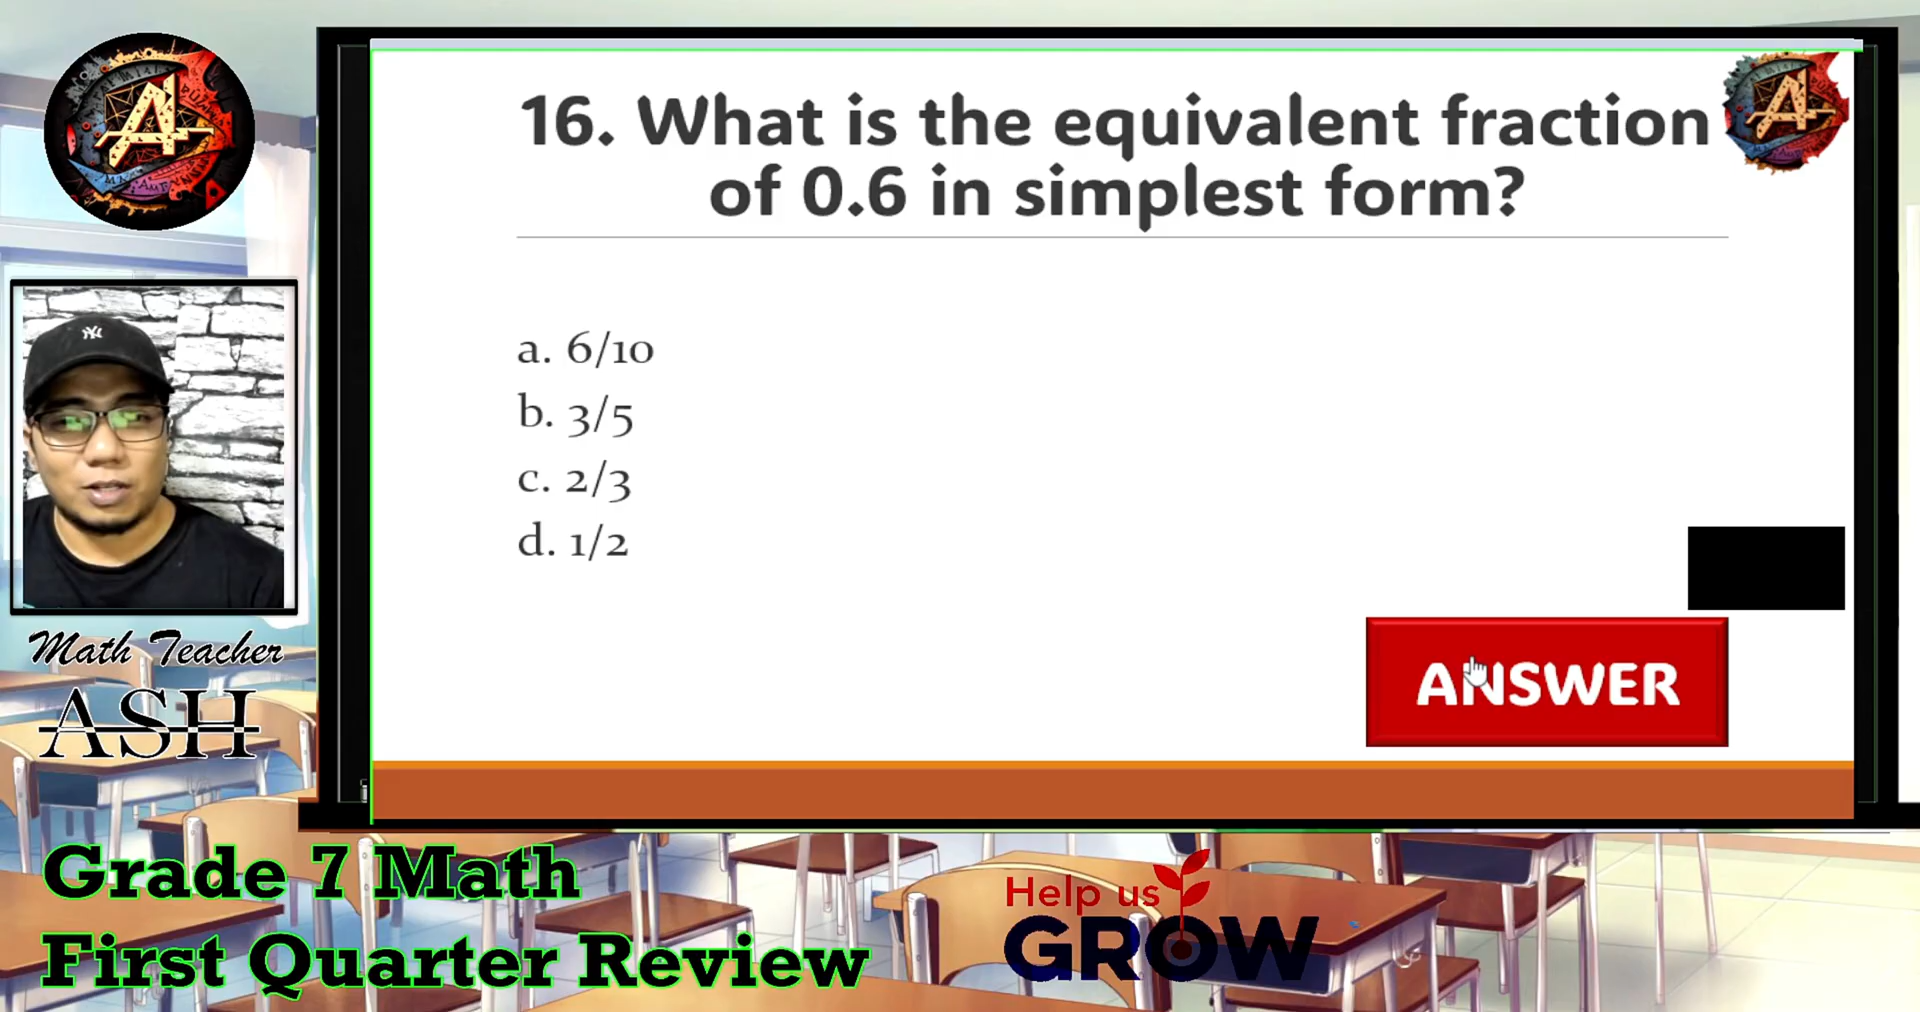 16. What is the equivalent fraction
of 0.6 in simplest form?
a. 6/10
b. 3/5
c. 2/3
d. 1/2
ANSWER
Math Teacher
ASH
Grade 7 Math
First Quarter Review
Help us
GROW